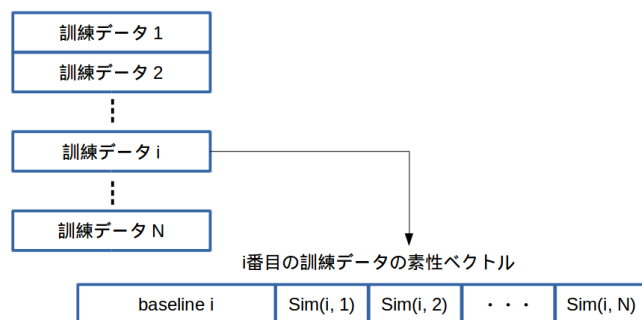 訓練データ 1
訓練データ 2
訓練データ i
訓練データ N
i番目の訓練データの素性ベクトル
baseline i Sim(i, 1) Sim(i, 2) ・・・ Sim(i, N)